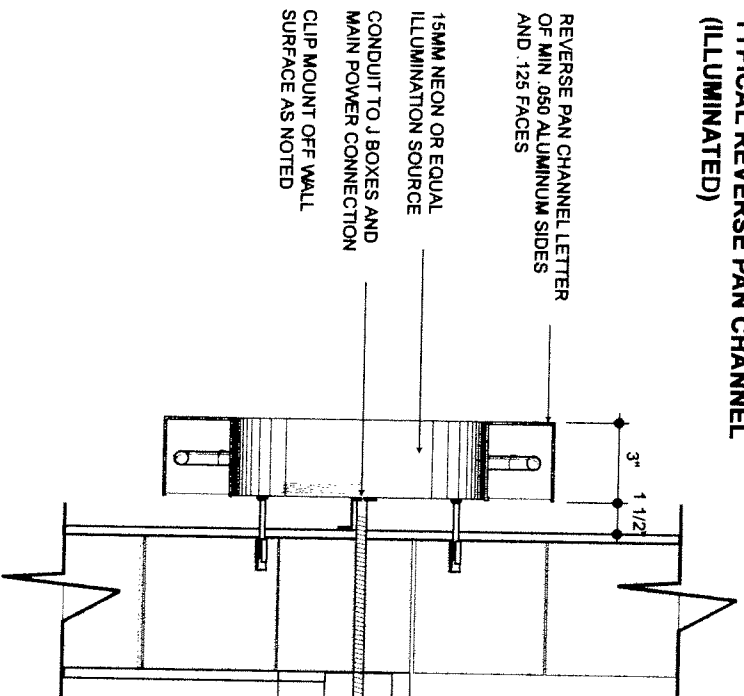 TYPICAL REVERSE PAN CHANNEL
(ILLUMINATED)
REVERSE PAN CHANNEL LETTER
OF MIN .050 ALUMINUM SIDES
AND .125 FACES
15MM NEON OR EQUAL
ILLUMINATION SOURCE
CONDUIT TO J BOXES AND
MAIN POWER CONNECTION
CLIP MOUNT OFF WALL
SURFACE AS NOTED
3"
1 1/2"